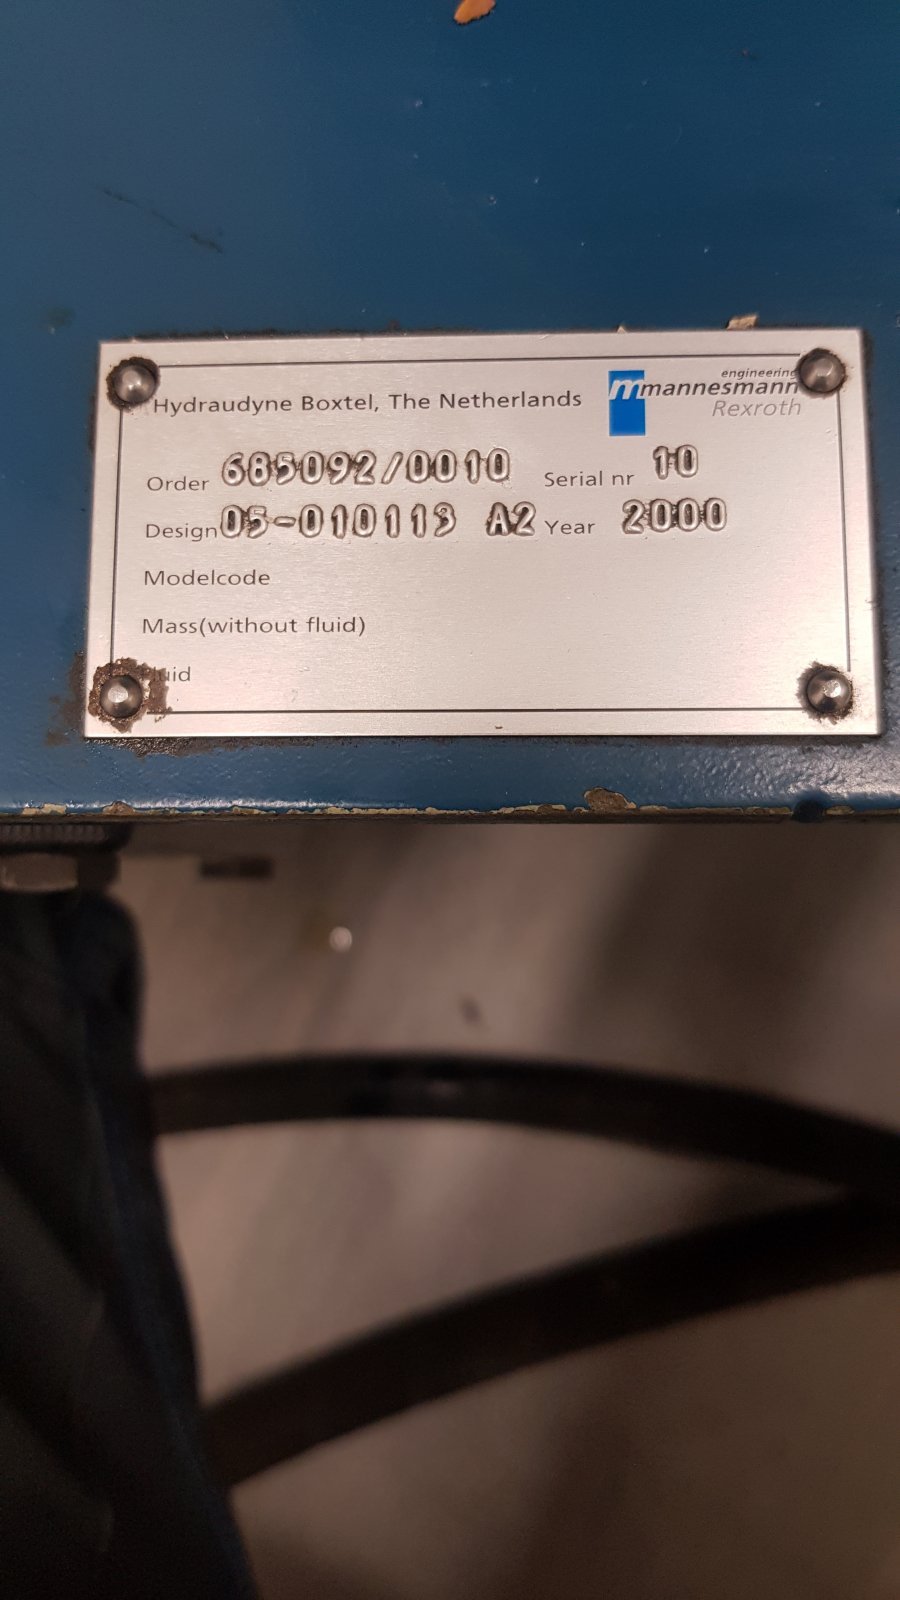 Hydraudyne Boxtel, The Netherlands
engineering
mannesmann
Rexroth
Order 685092/0010 Serial nr 10
Design 05-010113 A2 Year 2000
Modelcode
Mass(without fluid)
Fluid